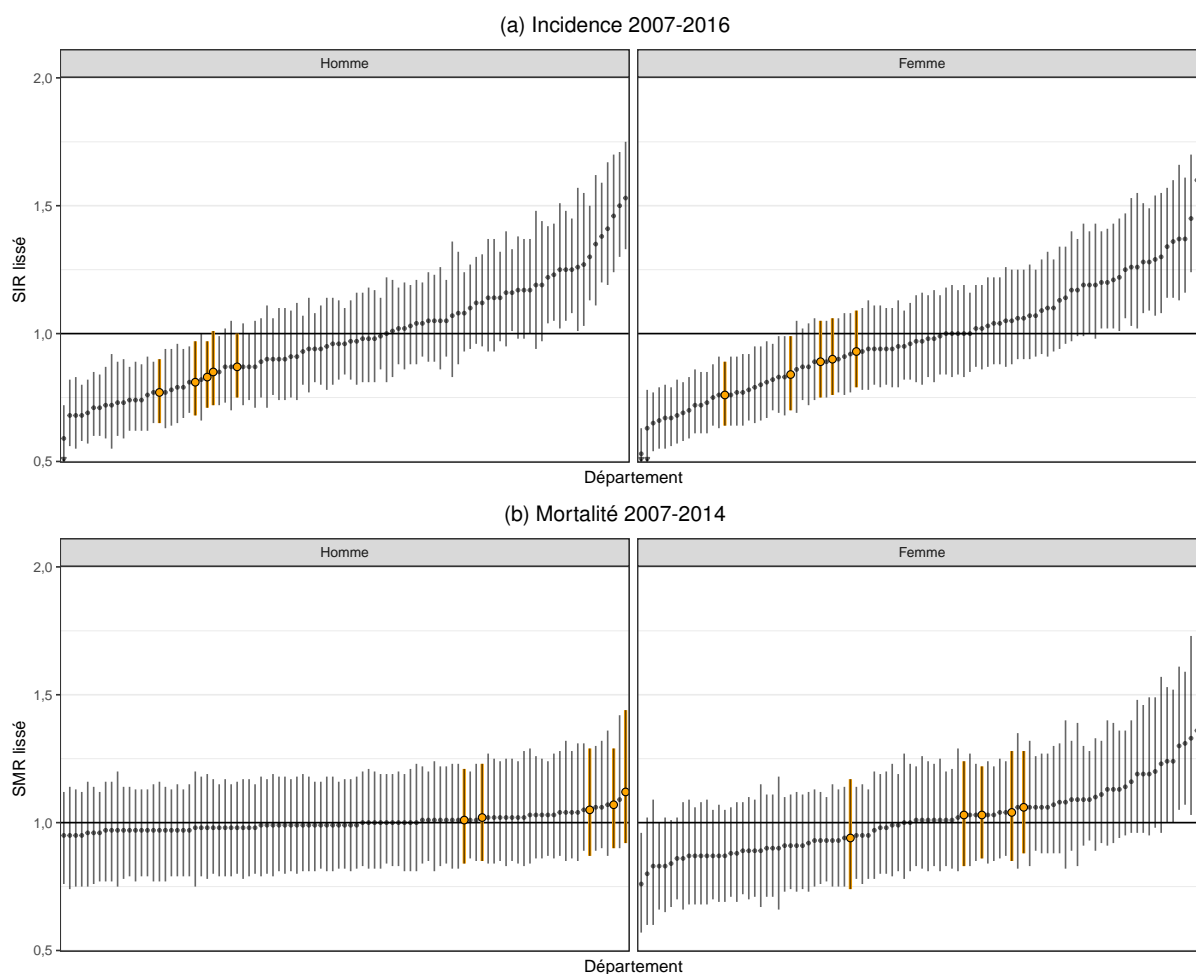 (a) Incidence 2007-2016
Homme
Femme
2,0
1,5
1,0
0,5
SIR lissé
Département
(b) Mortalité 2007-2014
Homme
Femme
2,0
1,5
1,0
0,5
SMR lissé
Département